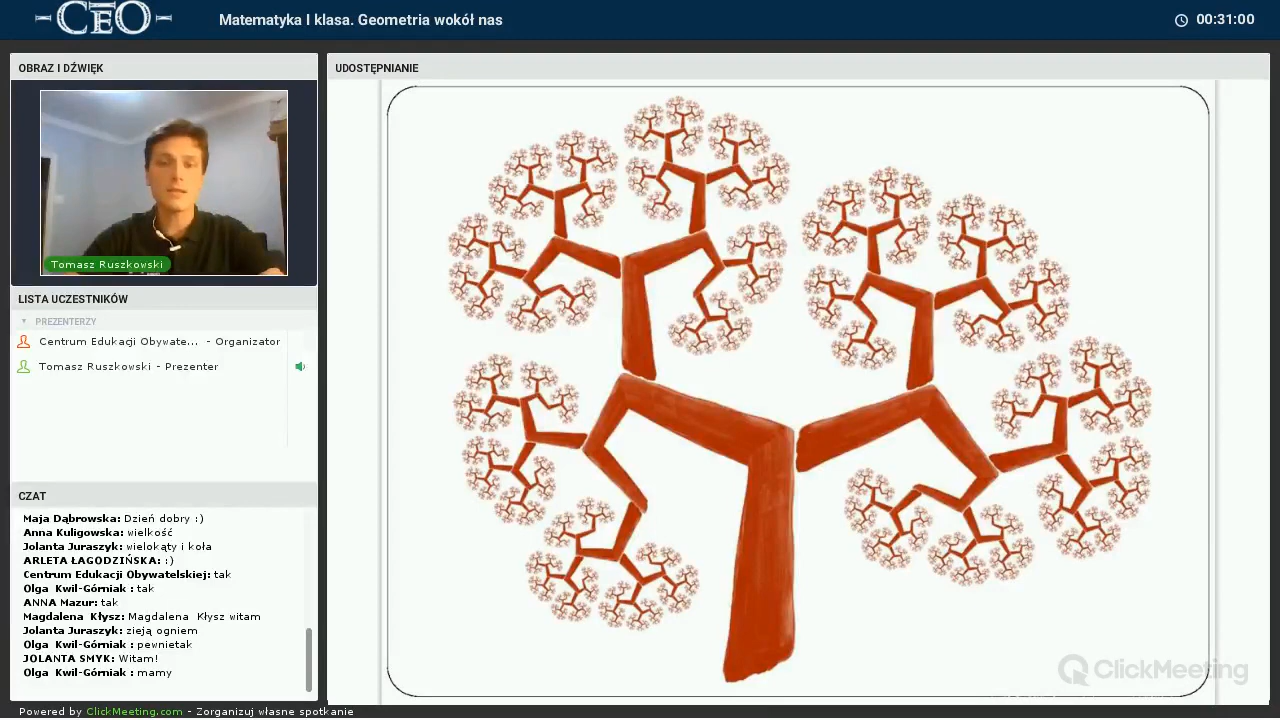 CEO
Matematyka I klasa. Geometria wokół nas
00:31:00
OBRAZ I DŹWIĘK
UDOSTĘPNIANIE
Tomasz Ruszkowski
LISTA UCZESTNIKÓW
PREZENTERZY
Centrum Edukacji Obywate... - Organizator
Tomasz Ruszkowski - Prezenter
CZAT
Maja Dąbrowska: Dzień dobry :)
Anna Kuligowska: wielkość
Jolanta Juraszyk: wielokąty i koła
ARLETA ŁAGODZIŃSKA: :)
Centrum Edukacji Obywatelskiej: tak
Olga Kwil-Górniak : tak
ANNA Mazur: tak
Magdalena Kłysz: Magdalena Kłysz witam
Jolanta Juraszyk: zieją ogniem
Olga Kwil-Górniak : pewnietak
JOLANTA SMYK: Witam!
Olga Kwil-Górniak : mamy
ClickMeeting
Powered by ClickMeeting.com - Zorganizuj własne spotkanie